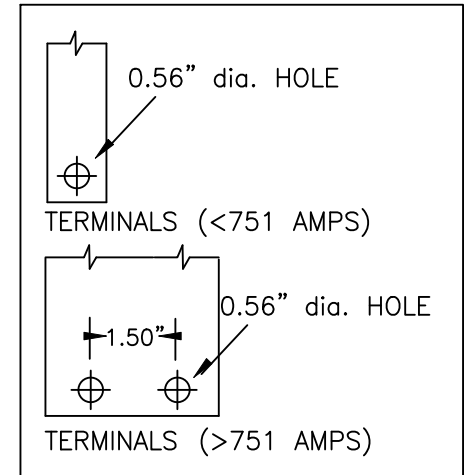 0.56" dia. HOLE
TERMINALS (<751 AMPS)
0.56" dia. HOLE
1.50"
TERMINALS (>751 AMPS)